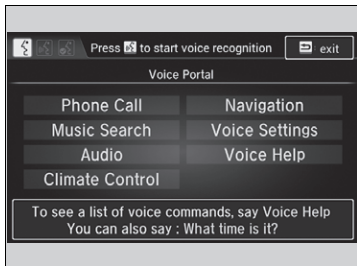 Press to start voice recognition
exit
Voice Portal
Phone Call
Navigation
Music Search
Voice Settings
Audio
Voice Help
Climate Control
To see a list of voice commands, say Voice Help
You can also say : What time is it?